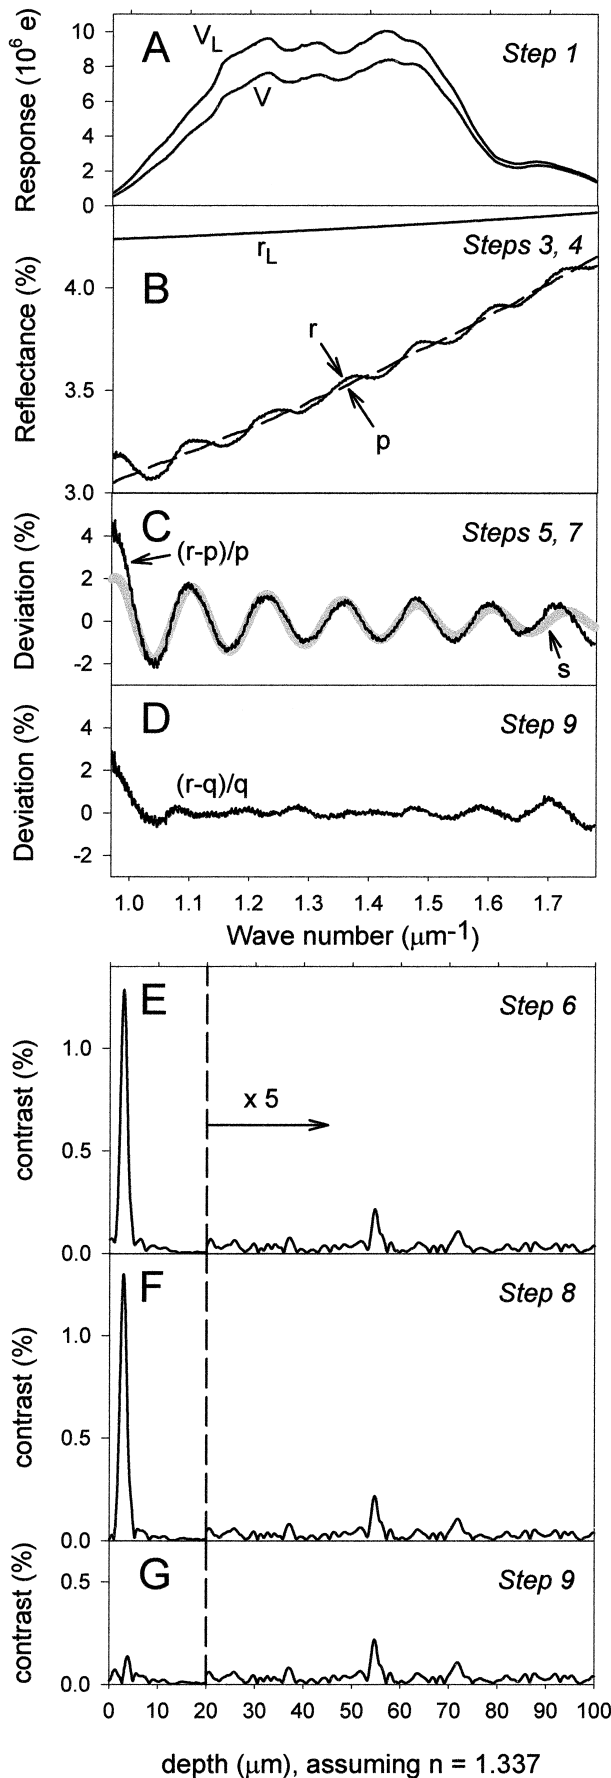 Response (10⁶ e)
10
8
6
4
2
0
A
V_L
V
Step 1
Reflectance (%)
4.0
3.5
3.0
r_L
Steps 3, 4
B
r
p
Deviation (%)
4
2
0
-2
C
(r-p)/p
Steps 5, 7
s
Deviation (%)
4
2
0
-2
D
(r-q)/q
Step 9
1.0 1.1 1.2 1.3 1.4 1.5 1.6 1.7
Wave number (μm⁻¹)
contrast (%)
1.0
0.5
0.0
E
Step 6
x 5
contrast (%)
1.0
0.5
0.0
F
Step 8
contrast (%)
0.5
0.0
G
Step 9
0 10 20 30 40 50 60 70 80 90 100
depth (μm), assuming n = 1.337